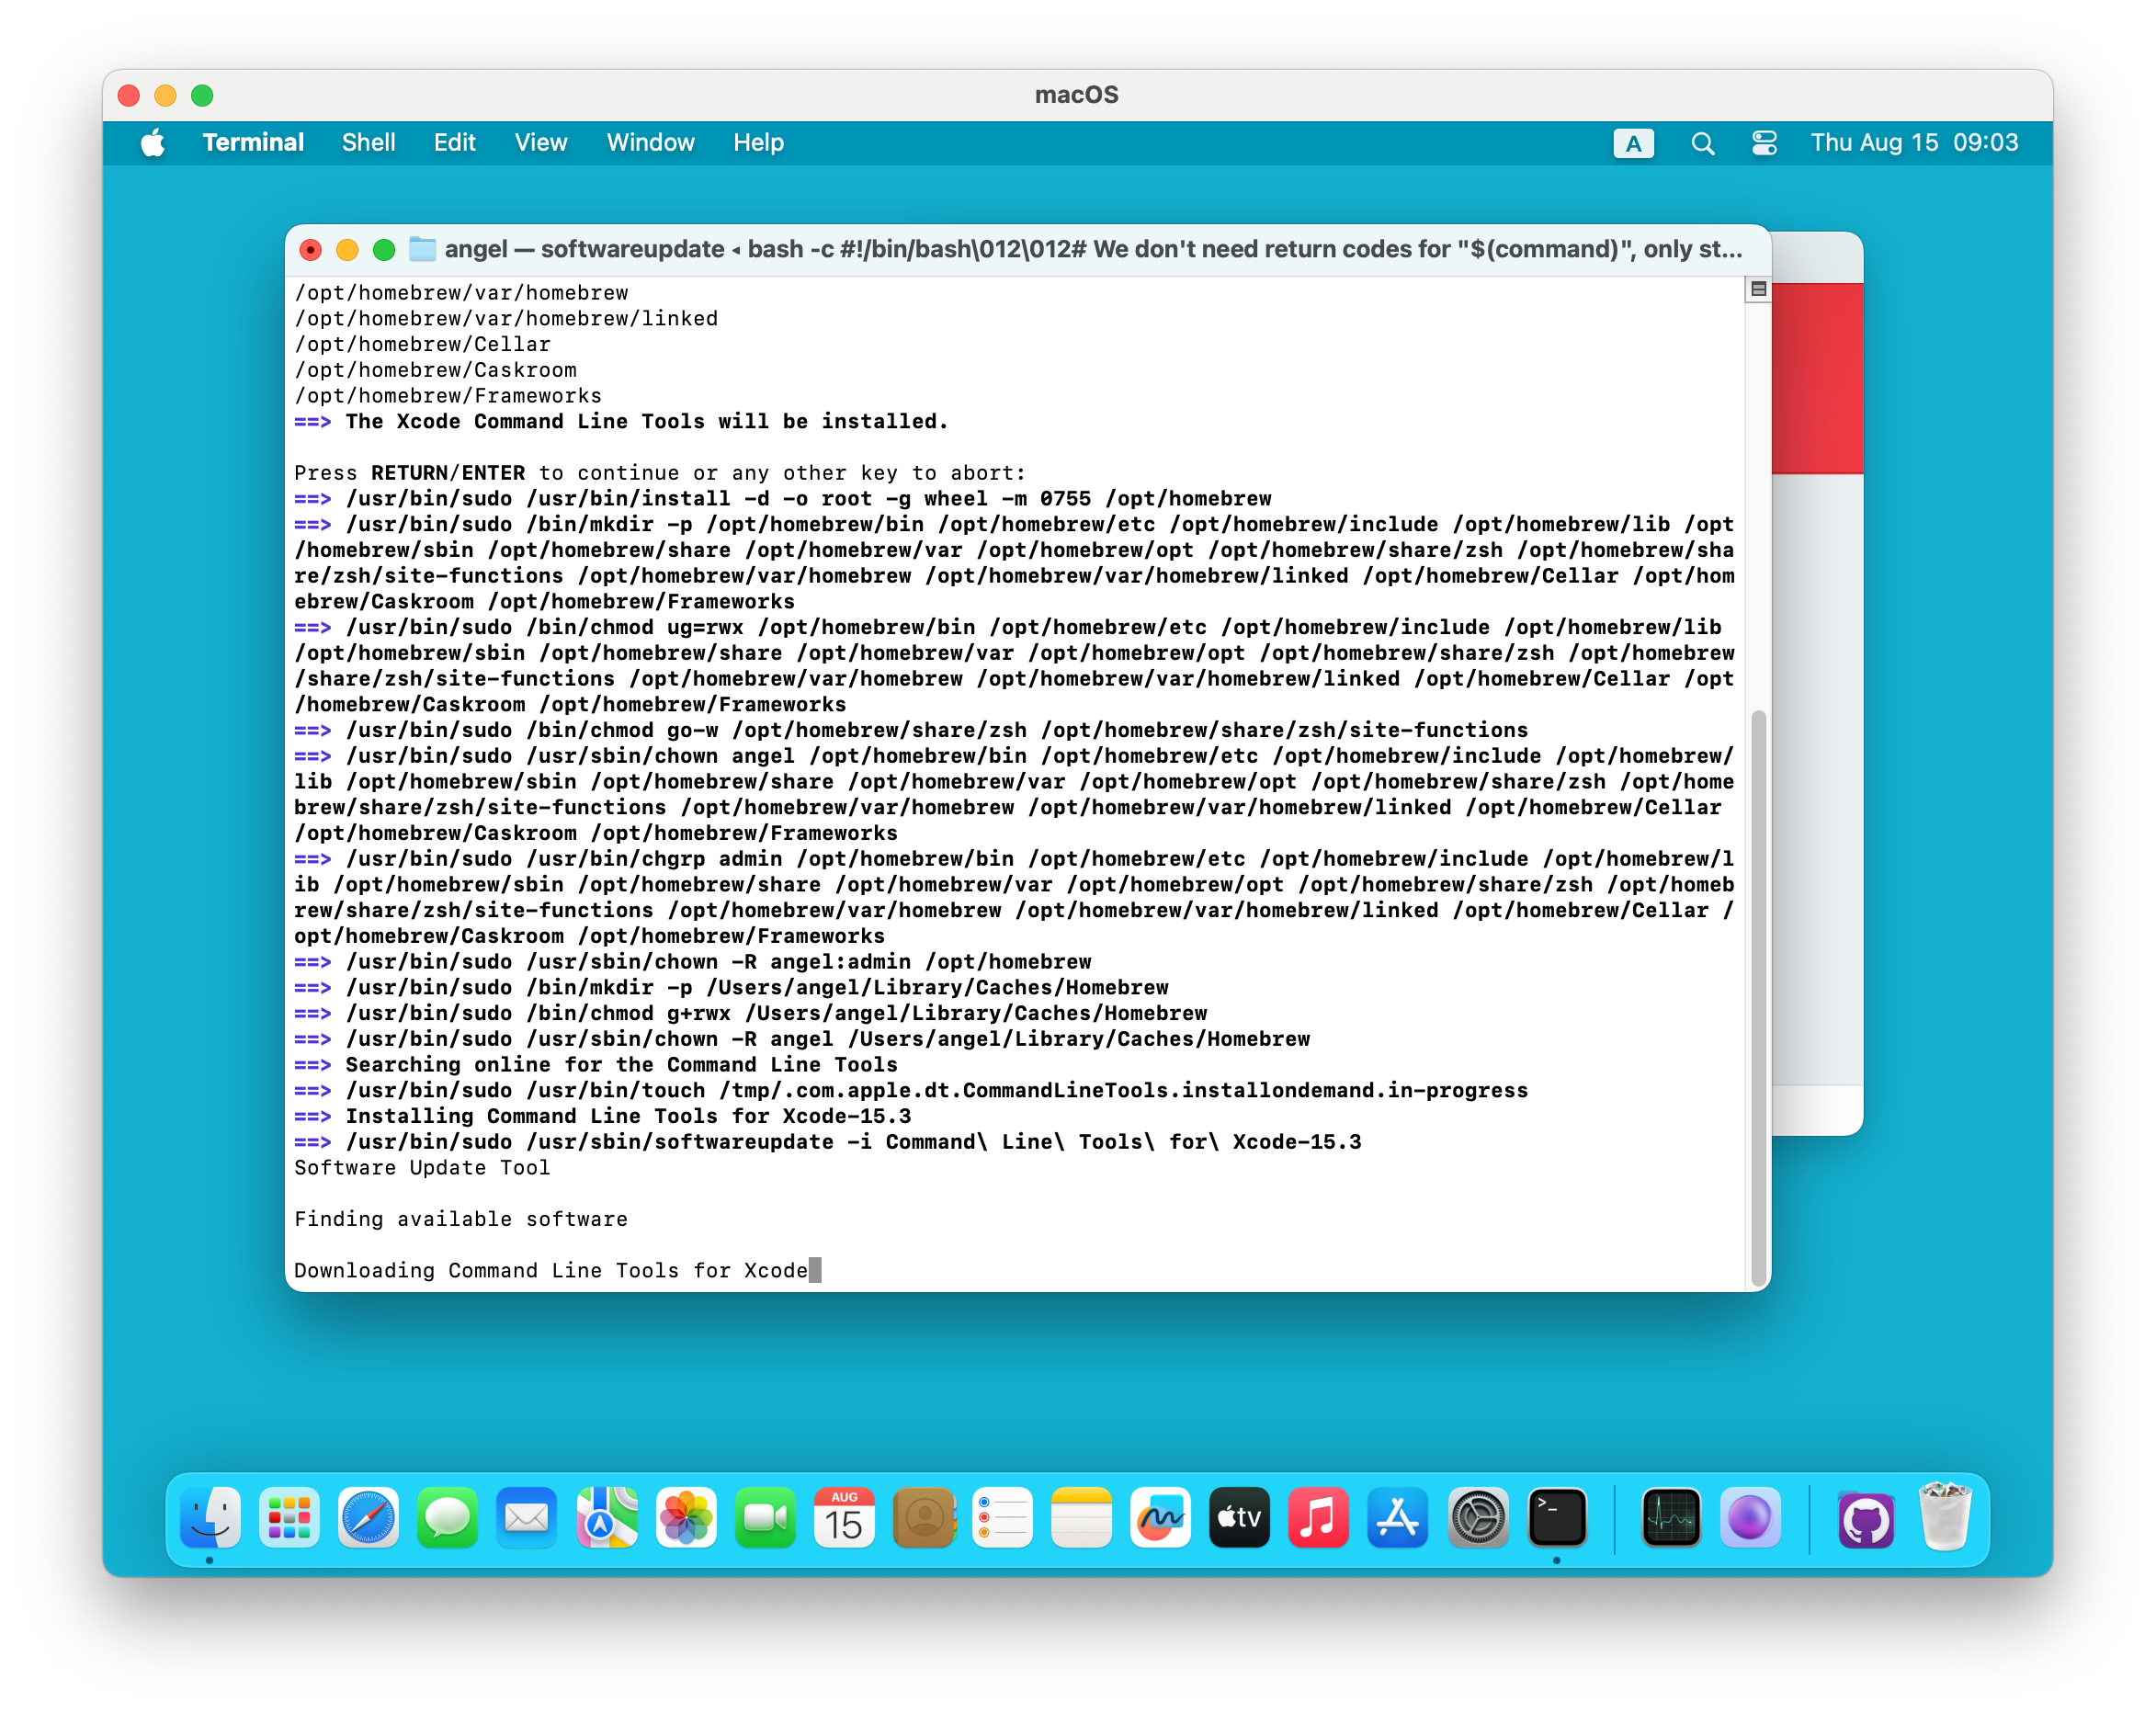 macOS
Terminal Shell Edit View Window Help A Thu Aug 15 09:03
angel — softwareupdate ◂ bash -c #!/bin/bash\012\012# We don't need return codes for "$(command)", only st...
/opt/homebrew/var/homebrew
/opt/homebrew/var/homebrew/linked
/opt/homebrew/Cellar
/opt/homebrew/Caskroom
/opt/homebrew/Frameworks
==> The Xcode Command Line Tools will be installed.
Press RETURN/ENTER to continue or any other key to abort:
==> /usr/bin/sudo /usr/bin/install -d -o root -g wheel -m 0755 /opt/homebrew
==> /usr/bin/sudo /bin/mkdir -p /opt/homebrew/bin /opt/homebrew/etc /opt/homebrew/include /opt/homebrew/lib /opt
/homebrew/sbin /opt/homebrew/share /opt/homebrew/var /opt/homebrew/opt /opt/homebrew/share/zsh /opt/homebrew/sha
re/zsh/site-functions /opt/homebrew/var/homebrew /opt/homebrew/var/homebrew/linked /opt/homebrew/Cellar /opt/hom
ebrew/Caskroom /opt/homebrew/Frameworks
==> /usr/bin/sudo /bin/chmod ug=rwx /opt/homebrew/bin /opt/homebrew/etc /opt/homebrew/include /opt/homebrew/lib
/opt/homebrew/sbin /opt/homebrew/share /opt/homebrew/var /opt/homebrew/opt /opt/homebrew/share/zsh /opt/homebrew
/share/zsh/site-functions /opt/homebrew/var/homebrew /opt/homebrew/var/homebrew/linked /opt/homebrew/Cellar /opt
/homebrew/Caskroom /opt/homebrew/Frameworks
==> /usr/bin/sudo /bin/chmod go-w /opt/homebrew/share/zsh /opt/homebrew/share/zsh/site-functions
==> /usr/bin/sudo /usr/sbin/chown angel /opt/homebrew/bin /opt/homebrew/etc /opt/homebrew/include /opt/homebrew/
lib /opt/homebrew/sbin /opt/homebrew/share /opt/homebrew/var /opt/homebrew/opt /opt/homebrew/share/zsh /opt/home
brew/share/zsh/site-functions /opt/homebrew/var/homebrew /opt/homebrew/var/homebrew/linked /opt/homebrew/Cellar
/opt/homebrew/Caskroom /opt/homebrew/Frameworks
==> /usr/bin/sudo /usr/bin/chgrp admin /opt/homebrew/bin /opt/homebrew/etc /opt/homebrew/include /opt/homebrew/l
ib /opt/homebrew/sbin /opt/homebrew/share /opt/homebrew/var /opt/homebrew/opt /opt/homebrew/share/zsh /opt/homeb
rew/share/zsh/site-functions /opt/homebrew/var/homebrew /opt/homebrew/var/homebrew/linked /opt/homebrew/Cellar /
opt/homebrew/Caskroom /opt/homebrew/Frameworks
==> /usr/bin/sudo /usr/sbin/chown -R angel:admin /opt/homebrew
==> /usr/bin/sudo /bin/mkdir -p /Users/angel/Library/Caches/Homebrew
==> /usr/bin/sudo /bin/chmod g+rwx /Users/angel/Library/Caches/Homebrew
==> /usr/bin/sudo /usr/sbin/chown -R angel /Users/angel/Library/Caches/Homebrew
==> Searching online for the Command Line Tools
==> /usr/bin/sudo /usr/bin/touch /tmp/.com.apple.dt.CommandLineTools.installondemand.in-progress
==> Installing Command Line Tools for Xcode-15.3
==> /usr/bin/sudo /usr/sbin/softwareupdate -i Command\ Line\ Tools\ for\ Xcode-15.3
Software Update Tool
Finding available software
Downloading Command Line Tools for Xcode
AUG
15
tv
>_